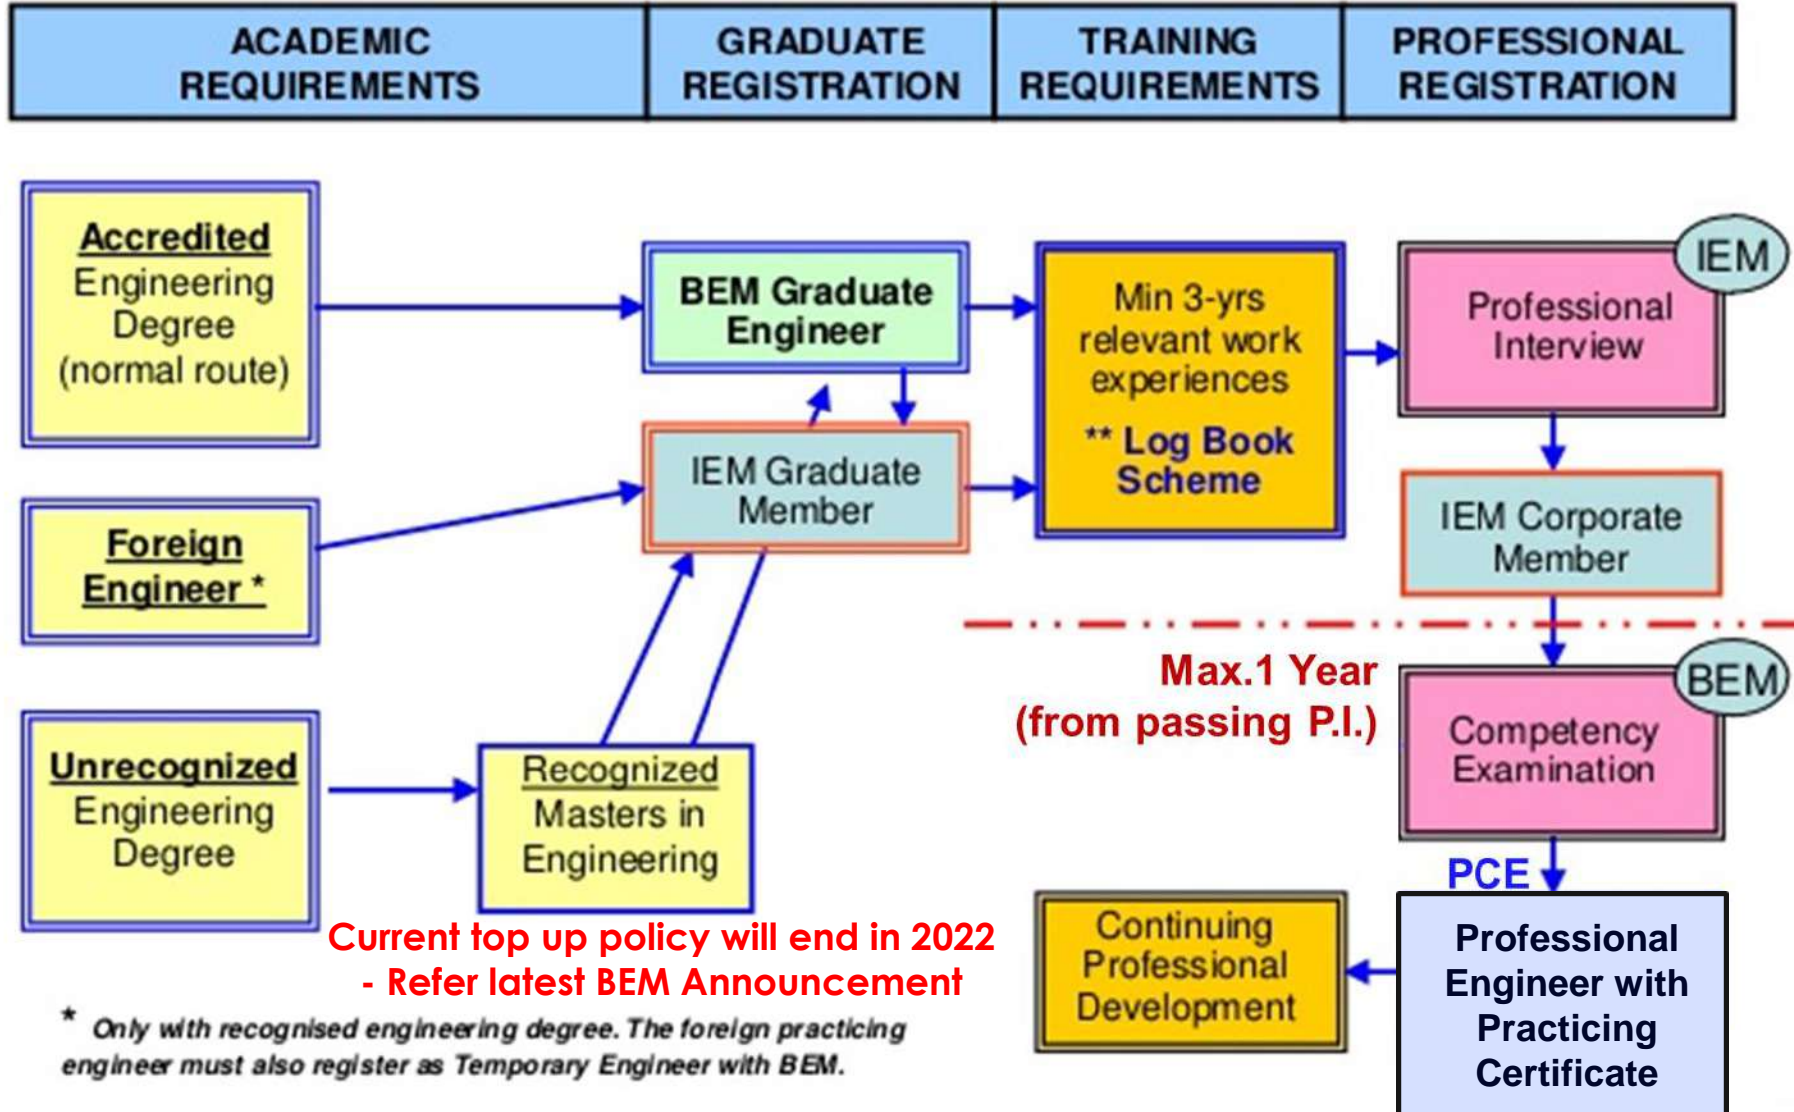 ACADEMIC
REQUIREMENTS
GRADUATE
REGISTRATION
TRAINING
REQUIREMENTS
PROFESSIONAL
REGISTRATION
Accredited
Engineering
Degree
(normal route)
BEM Graduate
Engineer
Min 3-yrs
relevant work
experiences
** Log Book
Scheme
IEM
Professional
Interview
IEM Graduate
Member
Foreign
Engineer *
IEM Corporate
Member
Max.1 Year
(from passing P.I.)
BEM
Competency
Examination
Unrecognized
Engineering
Degree
Recognized
Masters in
Engineering
PCE
Current top up policy will end in 2022
- Refer latest BEM Announcement
Continuing
Professional
Development
Professional
Engineer with
Practicing
Certificate
* Only with recognised engineering degree. The foreign practicing
engineer must also register as Temporary Engineer with BEM.